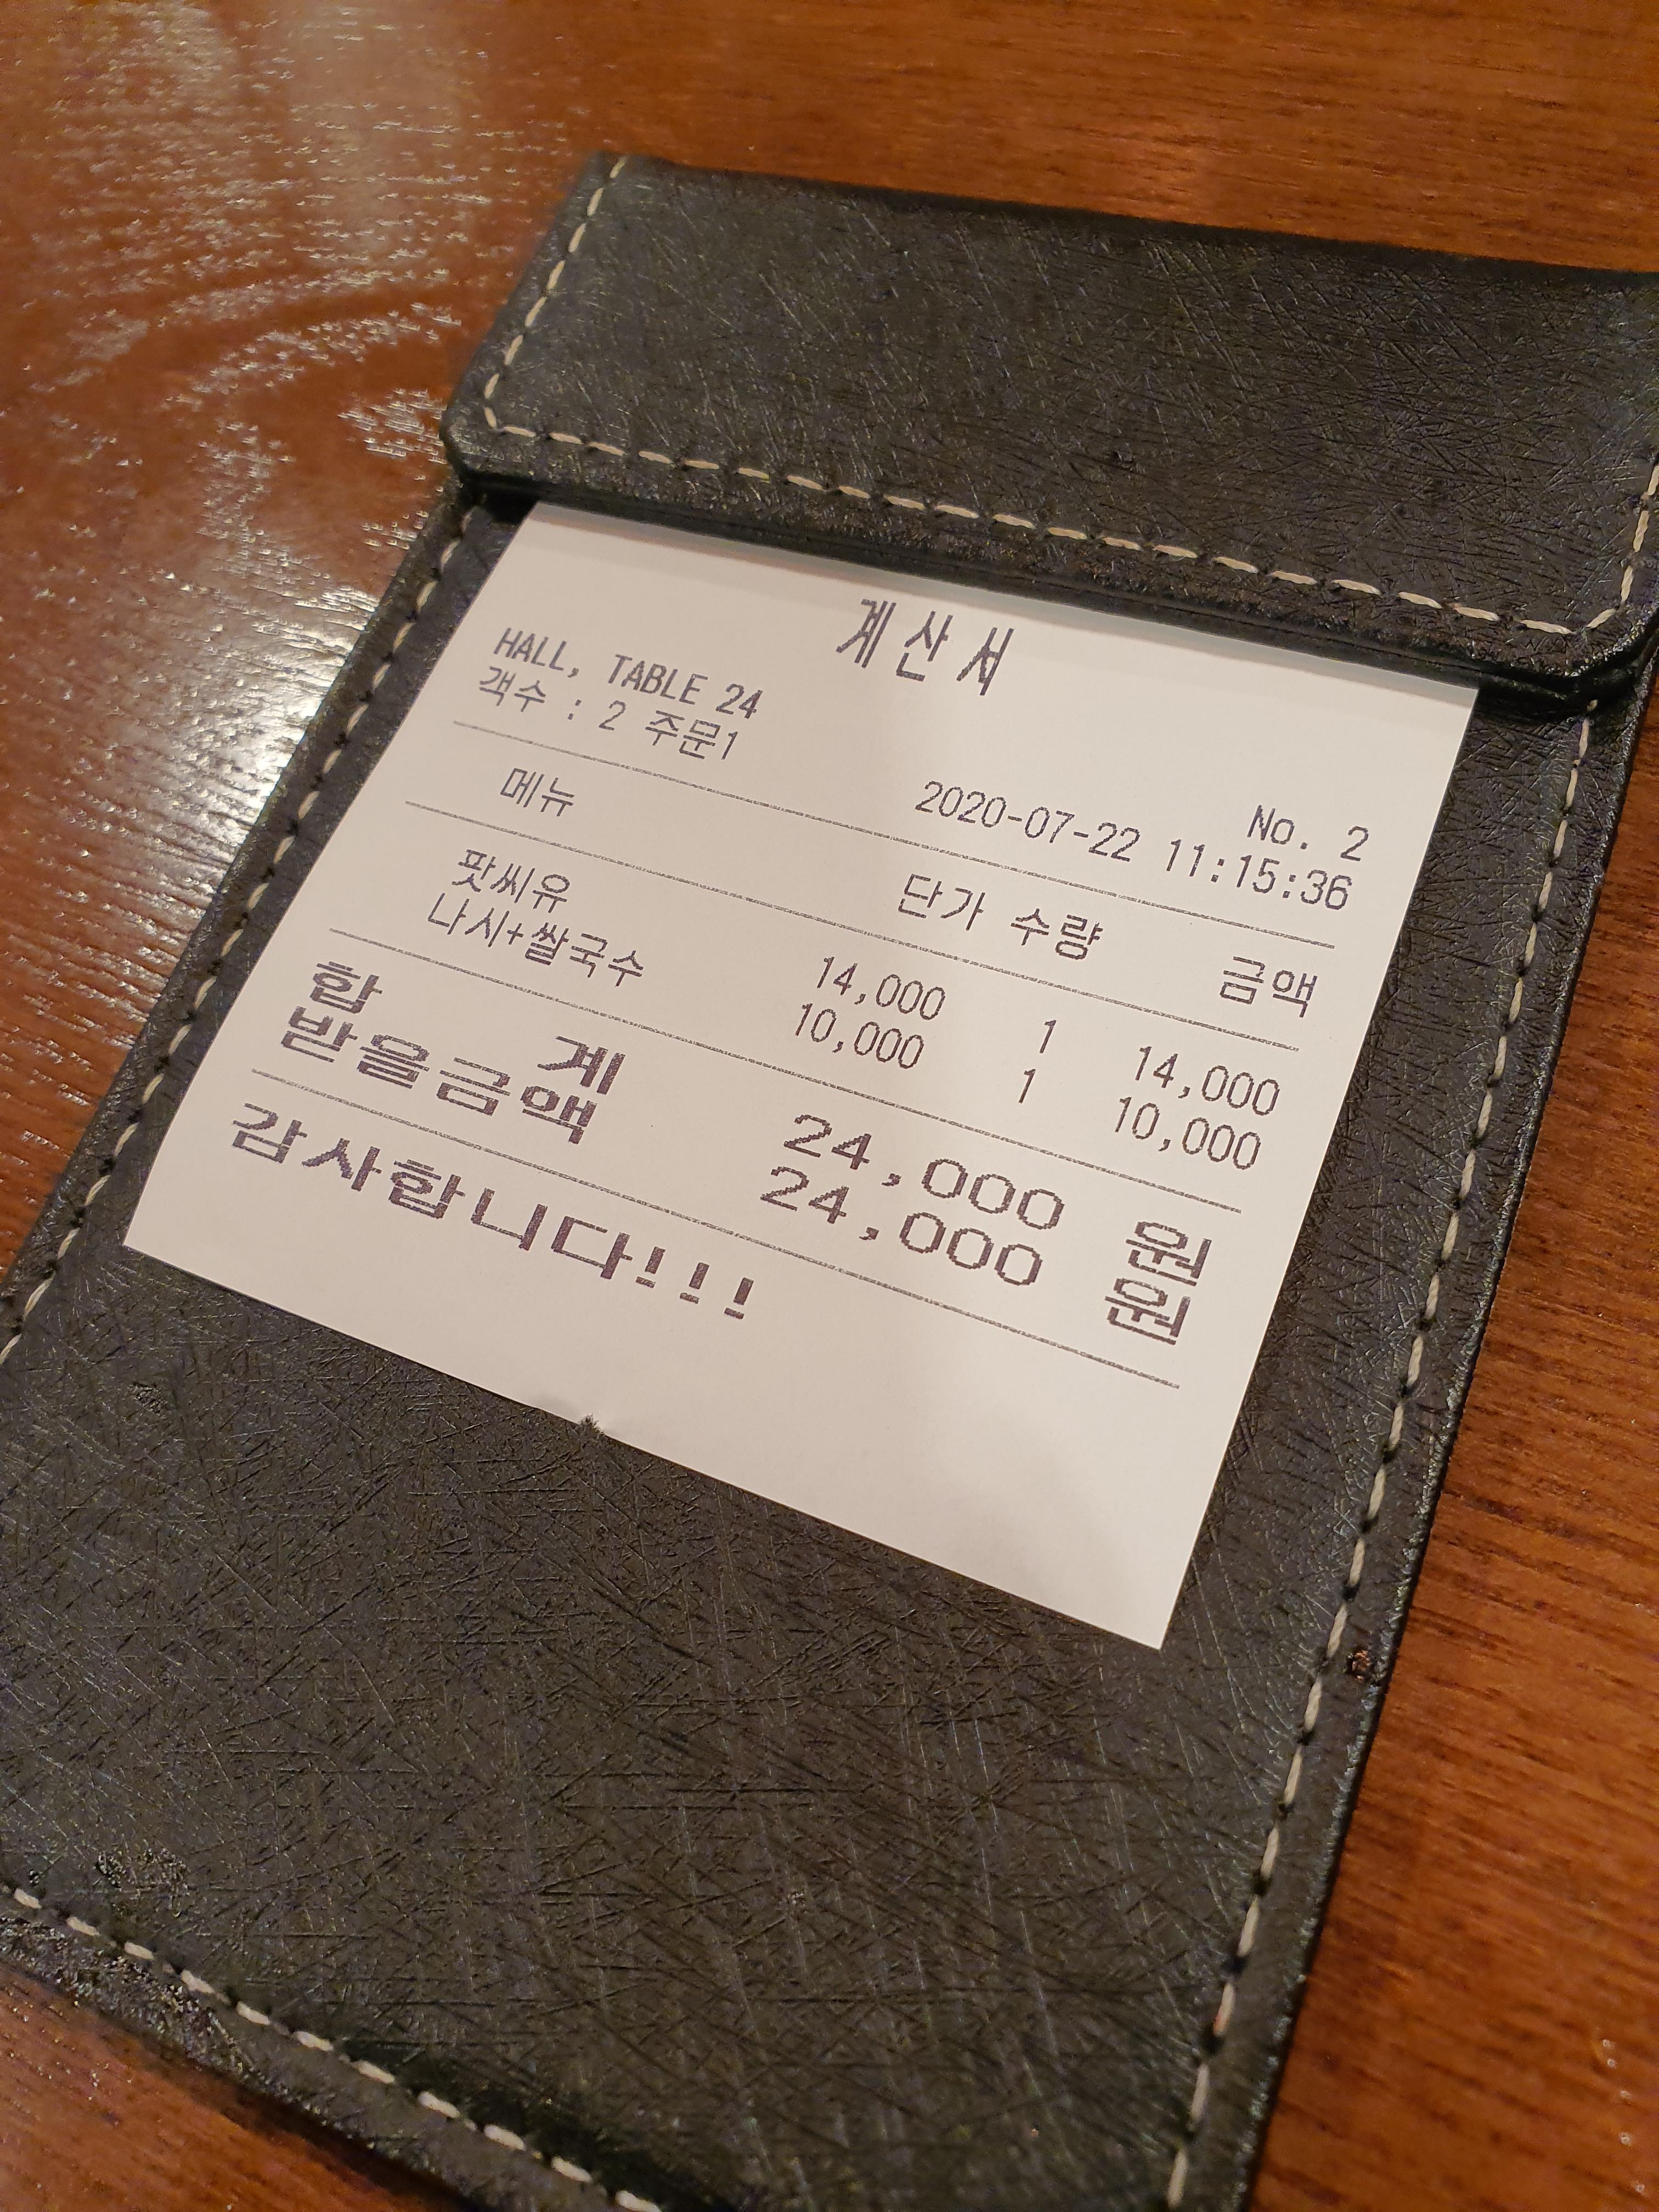 계산서
HALL, TABLE 24
객수 : 2 주문1
No. 2
2020-07-22 11:15:36
메뉴 단가 수량 금액
팟씨유 14,000 1 14,000
나시+쌀국수 10,000 1 10,000
합 계 24,000 원
받을금액 24,000 원
감사합니다!!!